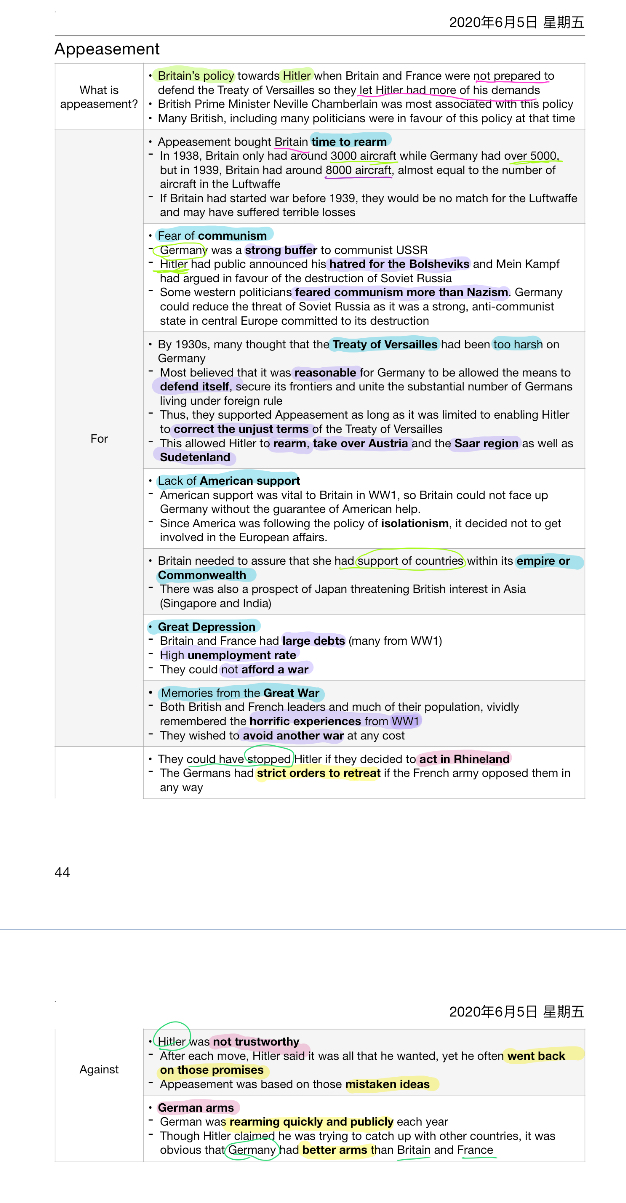 2020年6月5日 星期五
Appeasement
What is
appeasement?
• Britain's policy towards Hitler when Britain and France were not prepared to
defend the Treaty of Versailles so they let Hitler had more of his demands
• British Prime Minister Neville Chamberlain was most associated with this policy
• Many British, including many politicians were in favour of this policy at that time
For
• Appeasement bought Britain time to rearm
- In 1938, Britain only had around 3000 aircraft while Germany had over 5000,
but in 1939, Britain had around 8000 aircraft, almost equal to the number of
aircraft in the Luftwaffe
- If Britain had started war before 1939, they would be no match for the Luftwaffe
and may have suffered terrible losses
• Fear of communism
- Germany was a strong buffer to communist USSR
- Hitler had public announced his hatred for the Bolsheviks and Mein Kampf
had argued in favour of the destruction of Soviet Russia
- Some western politicians feared communism more than Nazism. Germany
could reduce the threat of Soviet Russia as it was a strong, anti-communist
state in central Europe committed to its destruction
• By 1930s, many thought that the Treaty of Versailles had been too harsh on
Germany
- Most believed that it was reasonable for Germany to be allowed the means to
defend itself, secure its frontiers and unite the substantial number of Germans
living under foreign rule
- Thus, they supported Appeasement as long as it was limited to enabling Hitler
to correct the unjust terms of the Treaty of Versailles
- This allowed Hitler to rearm, take over Austria and the Saar region as well as
Sudetenland
• Lack of American support
- American support was vital to Britain in WW1, so Britain could not face up
Germany without the guarantee of American help.
- Since America was following the policy of isolationism, it decided not to get
involved in the European affairs.
• Britain needed to assure that she had support of countries within its empire or
Commonwealth
- There was also a prospect of Japan threatening British interest in Asia
(Singapore and India)
• Great Depression
- Britain and France had large debts (many from WW1)
- High unemployment rate
- They could not afford a war
• Memories from the Great War
- Both British and French leaders and much of their population, vividly
remembered the horrific experiences from WW1
- They wished to avoid another war at any cost
• They could have stopped Hitler if they decided to act in Rhineland
- The Germans had strict orders to retreat if the French army opposed them in
any way
44
2020年6月5日 星期五
Against
• Hitler was not trustworthy
- After each move, Hitler said it was all that he wanted, yet he often went back
on those promises
- Appeasement was based on those mistaken ideas
• German arms
- German was rearming quickly and publicly each year
- Though Hitler claimed he was trying to catch up with other countries, it was
obvious that Germany had better arms than Britain and France